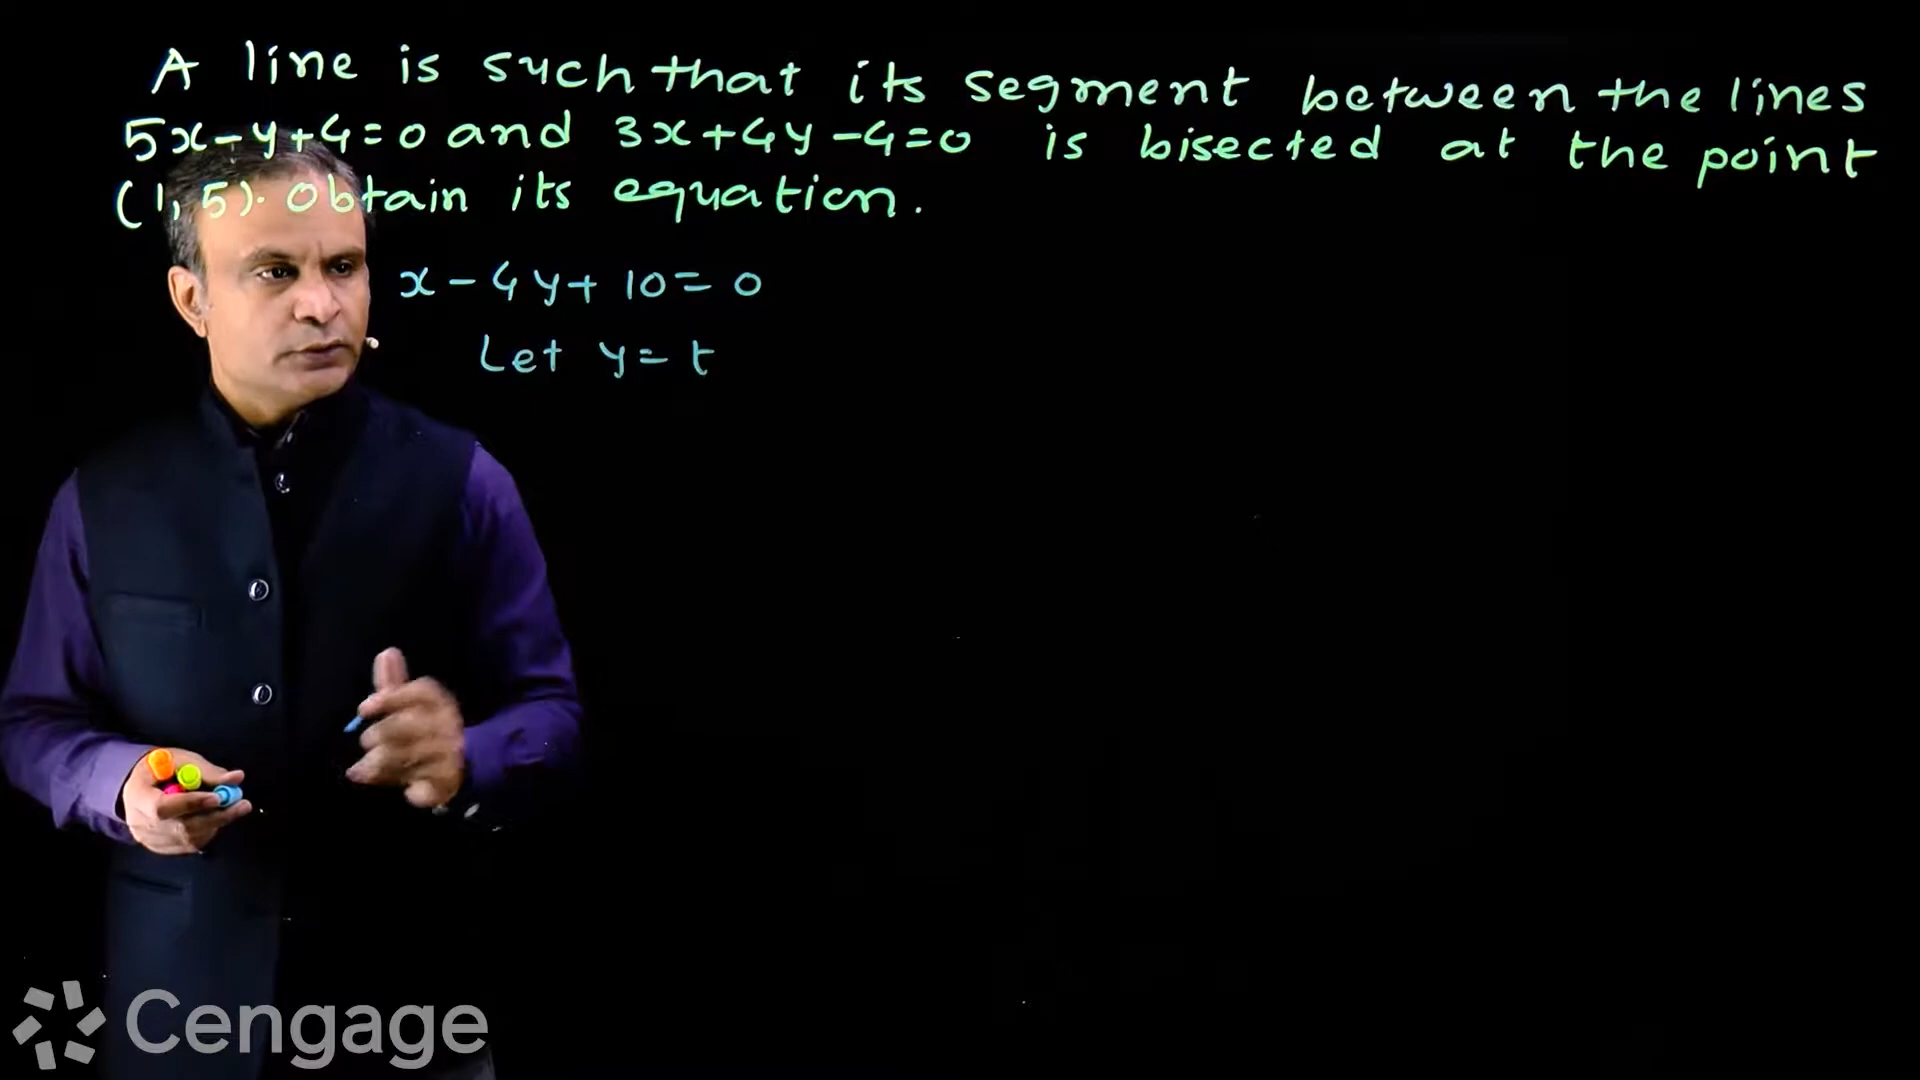 A line is such that its segment between the lines
5x-y+4=0 and 3x+4y-4=0 is bisected at the point
(1,5). Obtain its equation.
x-4y+10=0
Let y=t
Cengage